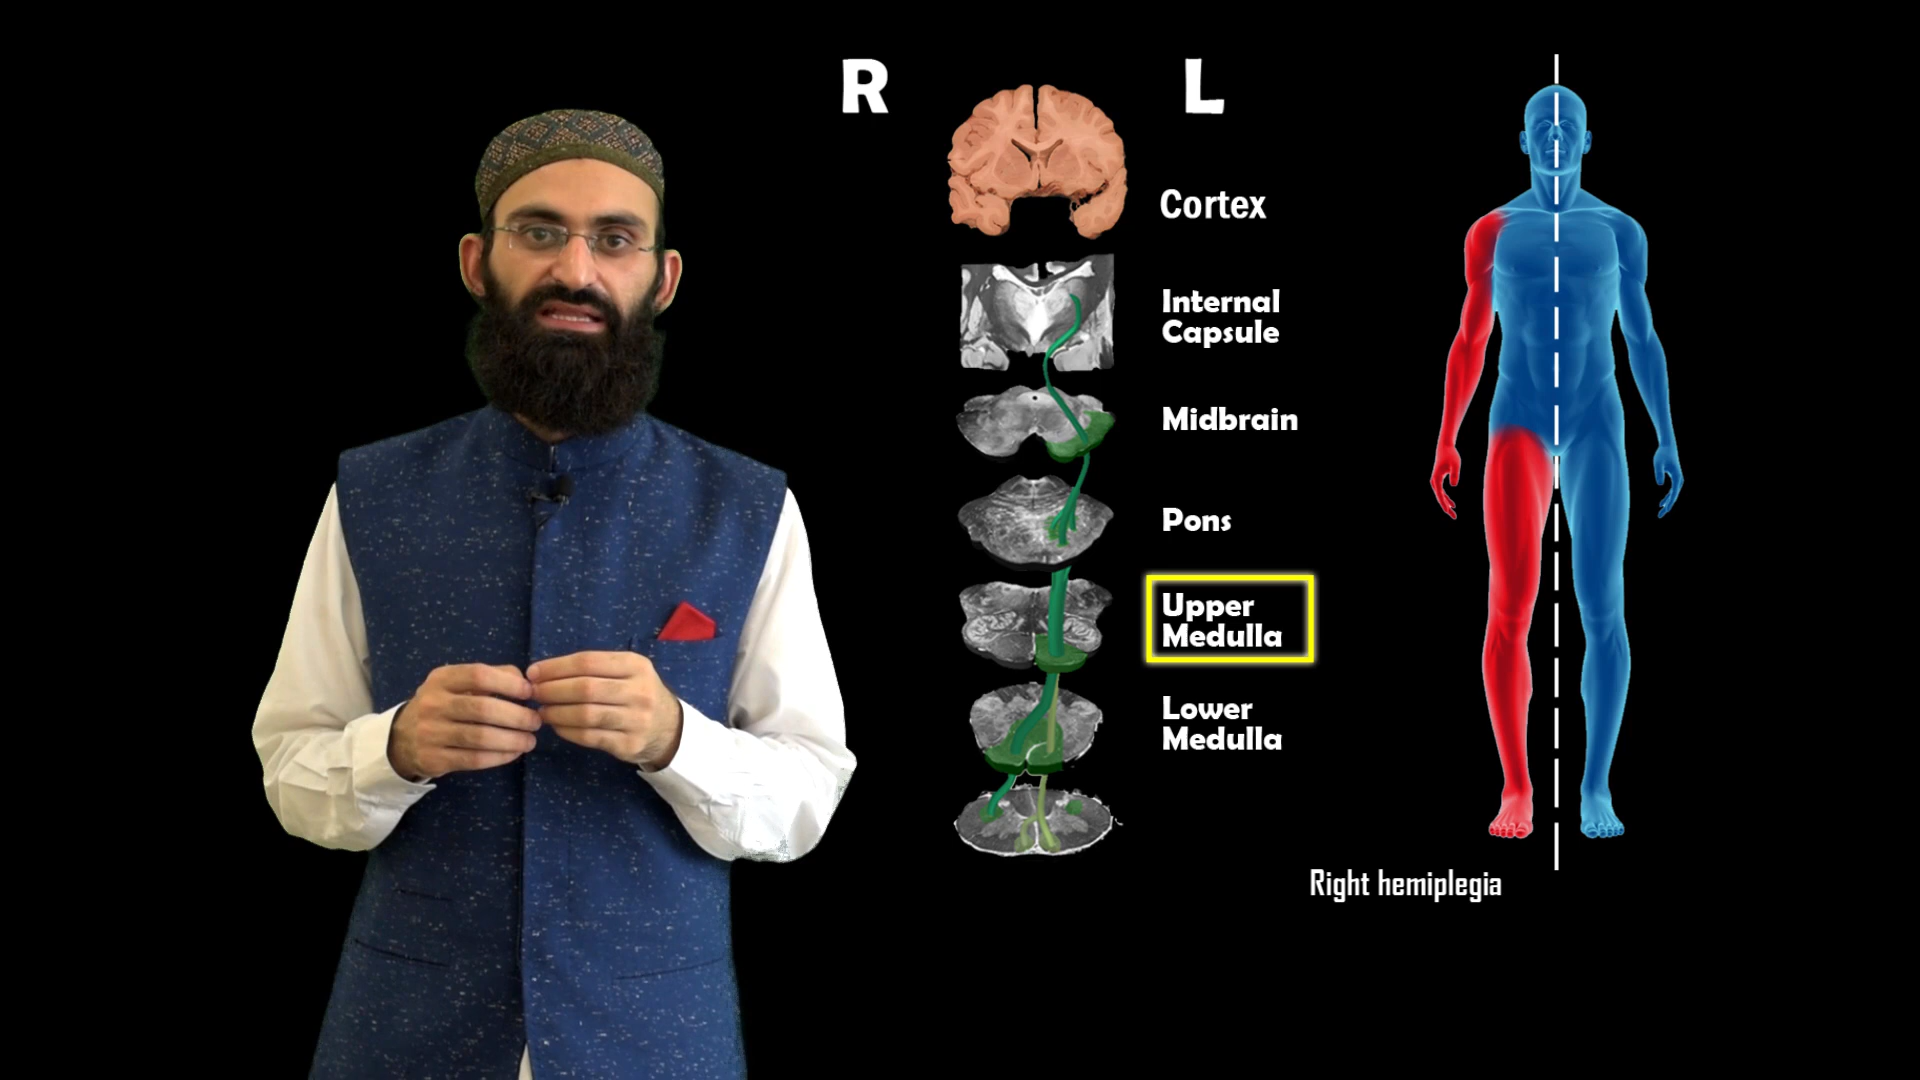 R
L
Cortex
Internal
Capsule
Midbrain
Pons
Upper
Medulla
Lower
Medulla
Right hemiplegia